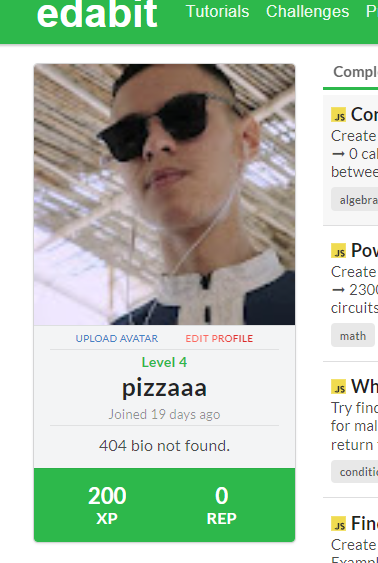 edabit
Tutorials Challenges P
UPLOAD AVATAR EDIT PROFILE
Level 4
pizzaaa
Joined 19 days ago
404 bio not found.
200 0
XP REP
Compl
JS Con
Create
→ 0 cal
betwee
algebra
JS Pow
Create
→ 2300
circuits
math
JS Wh
Try find
for mal
return
conditio
JS Find
Create
Example